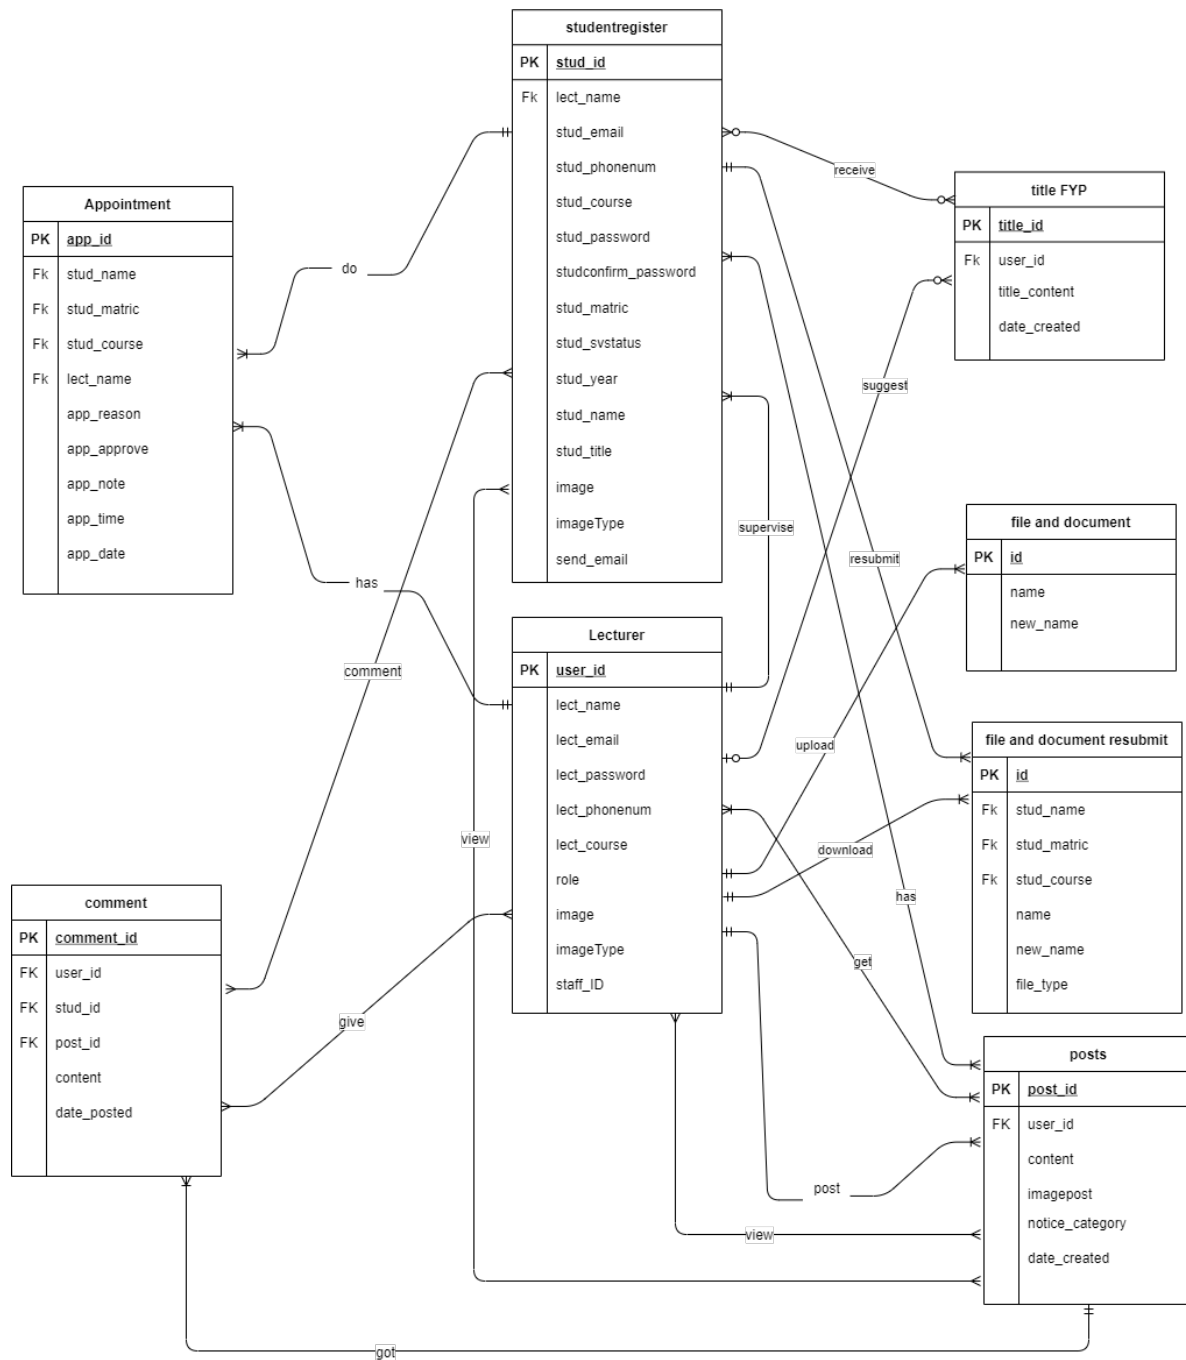 studentregister
PK stud_id
Fk lect_name
stud_email
stud_phonenum
stud_course
stud_password
studconfirm_password
stud_matric
stud_svstatus
stud_year
stud_name
stud_title
image
imageType
send_email
Appointment
PK app_id
Fk stud_name
Fk stud_matric
Fk stud_course
Fk lect_name
app_reason
app_approve
app_note
app_time
app_date
title FYP
PK title_id
Fk user_id
title_content
date_created
file and document
PK id
name
new_name
Lecturer
PK user_id
lect_name
lect_email
lect_password
lect_phonenum
lect_course
role
image
imageType
staff_ID
file and document resubmit
PK id
Fk stud_name
Fk stud_matric
Fk stud_course
name
new_name
file_type
comment
PK comment_id
FK user_id
FK stud_id
FK post_id
content
date_posted
posts
PK post_id
FK user_id
content
imagepost
notice_category
date_created
receive
do
suggest
supervise
resubmit
has
comment
upload
view
download
has
get
give
post
view
got